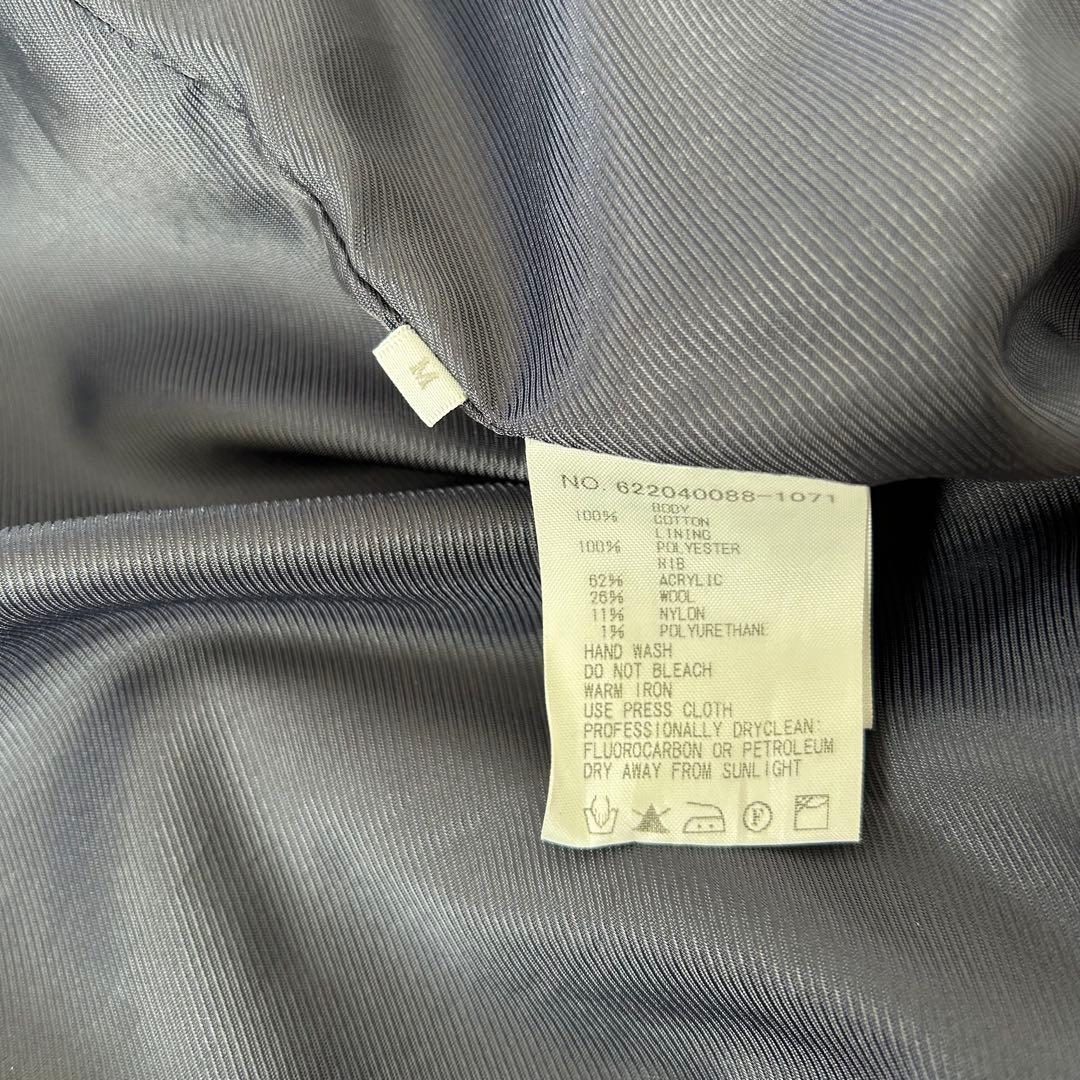 M
NO. 622040088-1071
BODY
100% COTTON
LINING
100% POLYESTER
RIB
62% ACRYLIC
26% WOOL
11% NYLON
1% POLYURETHANE
HAND WASH
DO NOT BLEACH
WARM IRON
USE PRESS CLOTH
PROFESSIONALLY DRYCLEAN
FLUOROCARBON OR PETROLEUM
DRY AWAY FROM SUNLIGHT
F